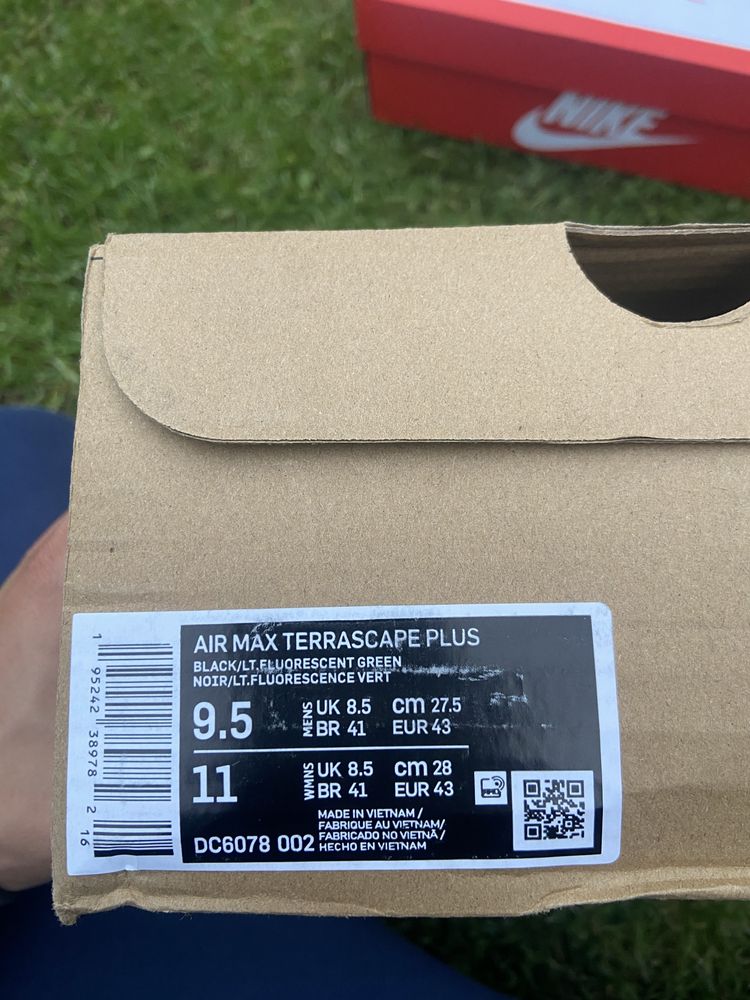 NIKE
AIR MAX TERRASCAPE PLUS
BLACK/LT.FLUORESCENT GREEN
NOIR/LT.FLUORESCENCE VERT
9.5 MENS UK 8.5 cm 27.5
BR 41 EUR 43
11 WMNS UK 8.5 cm 28
BR 41 EUR 43
MADE IN VIETNAM /
FABRIQUE AU VIETNAM/
FABRICADO NO VIETNÃ /
HECHO EN VIETNAM
DC6078 002
1 95242 38978 2 16